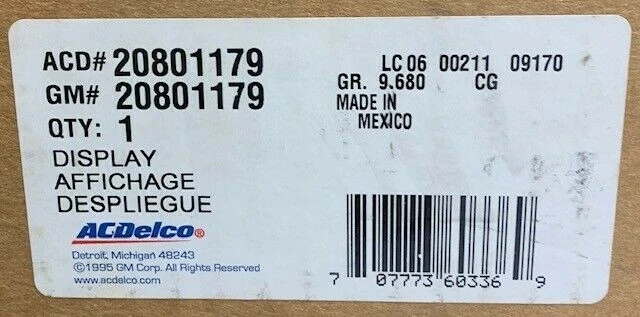 ACD# 20801179
GM# 20801179
QTY: 1
DISPLAY
AFFICHAGE
DESPLIEGUE
ACDelco®
Detroit, Michigan 48243
©1995 GM Corp. All Rights Reserved
www.acdelco.com
LC 06 00211 09170
GR. 9.680 CG
MADE IN
MEXICO
7 07773 60336 9